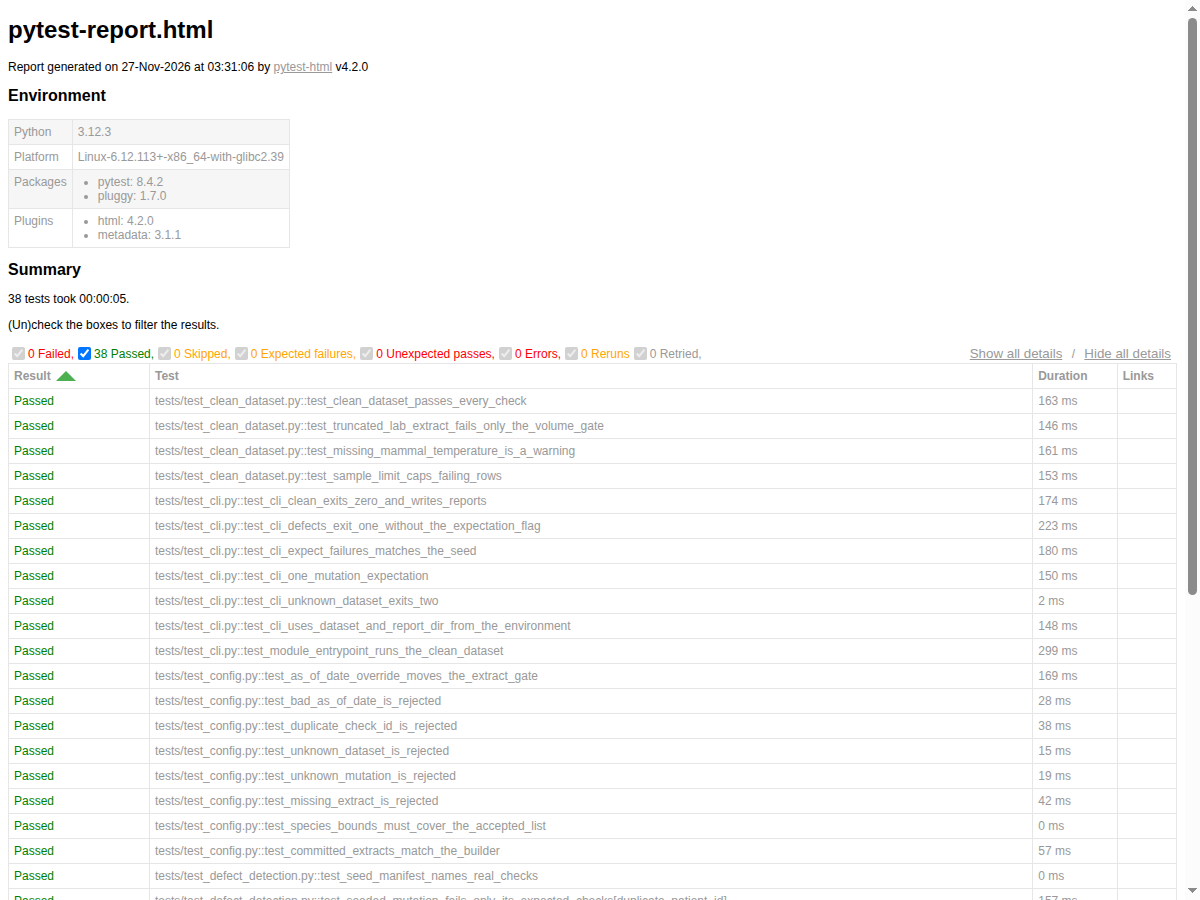 pytest-report.html
Report generated on 27-Nov-2026 at 03:31:06 by pytest-html v4.2.0
Environment
Python 3.12.3
Platform Linux-6.12.113+-x86_64-with-glibc2.39
Packages pytest: 8.4.2
pluggy: 1.7.0
Plugins html: 4.2.0
metadata: 3.1.1
Summary
38 tests took 00:00:05.
(Un)check the boxes to filter the results.
0 Failed, 38 Passed, 0 Skipped, 0 Expected failures, 0 Unexpected passes, 0 Errors, 0 Reruns 0 Retried, Show all details / Hide all details
Result Test Duration Links
Passed tests/test_clean_dataset.py::test_clean_dataset_passes_every_check 163 ms
Passed tests/test_clean_dataset.py::test_truncated_lab_extract_fails_only_the_volume_gate 146 ms
Passed tests/test_clean_dataset.py::test_missing_mammal_temperature_is_a_warning 161 ms
Passed tests/test_clean_dataset.py::test_sample_limit_caps_failing_rows 153 ms
Passed tests/test_cli.py::test_cli_clean_exits_zero_and_writes_reports 174 ms
Passed tests/test_cli.py::test_cli_defects_exit_one_without_the_expectation_flag 223 ms
Passed tests/test_cli.py::test_cli_expect_failures_matches_the_seed 180 ms
Passed tests/test_cli.py::test_cli_one_mutation_expectation 150 ms
Passed tests/test_cli.py::test_cli_unknown_dataset_exits_two 2 ms
Passed tests/test_cli.py::test_cli_uses_dataset_and_report_dir_from_the_environment 148 ms
Passed tests/test_cli.py::test_module_entrypoint_runs_the_clean_dataset 299 ms
Passed tests/test_config.py::test_as_of_date_override_moves_the_extract_gate 169 ms
Passed tests/test_config.py::test_bad_as_of_date_is_rejected 28 ms
Passed tests/test_config.py::test_duplicate_check_id_is_rejected 38 ms
Passed tests/test_config.py::test_unknown_dataset_is_rejected 15 ms
Passed tests/test_config.py::test_unknown_mutation_is_rejected 19 ms
Passed tests/test_config.py::test_missing_extract_is_rejected 42 ms
Passed tests/test_config.py::test_species_bounds_must_cover_the_accepted_list 0 ms
Passed tests/test_config.py::test_committed_extracts_match_the_builder 57 ms
Passed tests/test_defect_detection.py::test_seed_manifest_names_real_checks 0 ms
Passed tests/test_defect_detection.py::test_seeded_mutation_fails_only_its_expected_checks[duplicate_patient_id] 157 ms